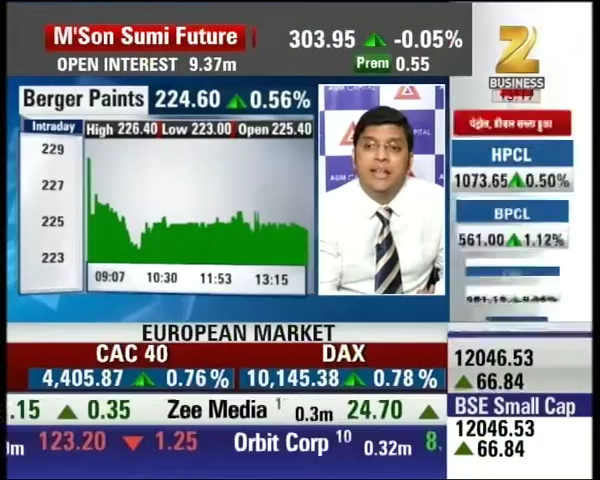 M'Son Sumi Future
303.95 -0.05%
OPEN INTEREST 9.37m
Prem 0.55
Z
BUSINESS
Berger Paints 224.60 0.56%
Intraday High 226.40 Low 223.00 Open 225.40
229
227
225
223
09:07 10:30 11:53 13:15
CAPITAL
पेट्रोल, डीजल सस्ता हुआ
HPCL
1073.65 0.50%
BPCL
561.00 1.12%
EUROPEAN MARKET
CAC 40 DAX
4,405.87 0.76% 10,145.38 0.78%
12046.53
66.84
BSE Small Cap
12046.53
66.84
.15 0.35 Zee Media 1 0.3m 24.70
m 123.20 1.25 Orbit Corp 10 0.32m 8.